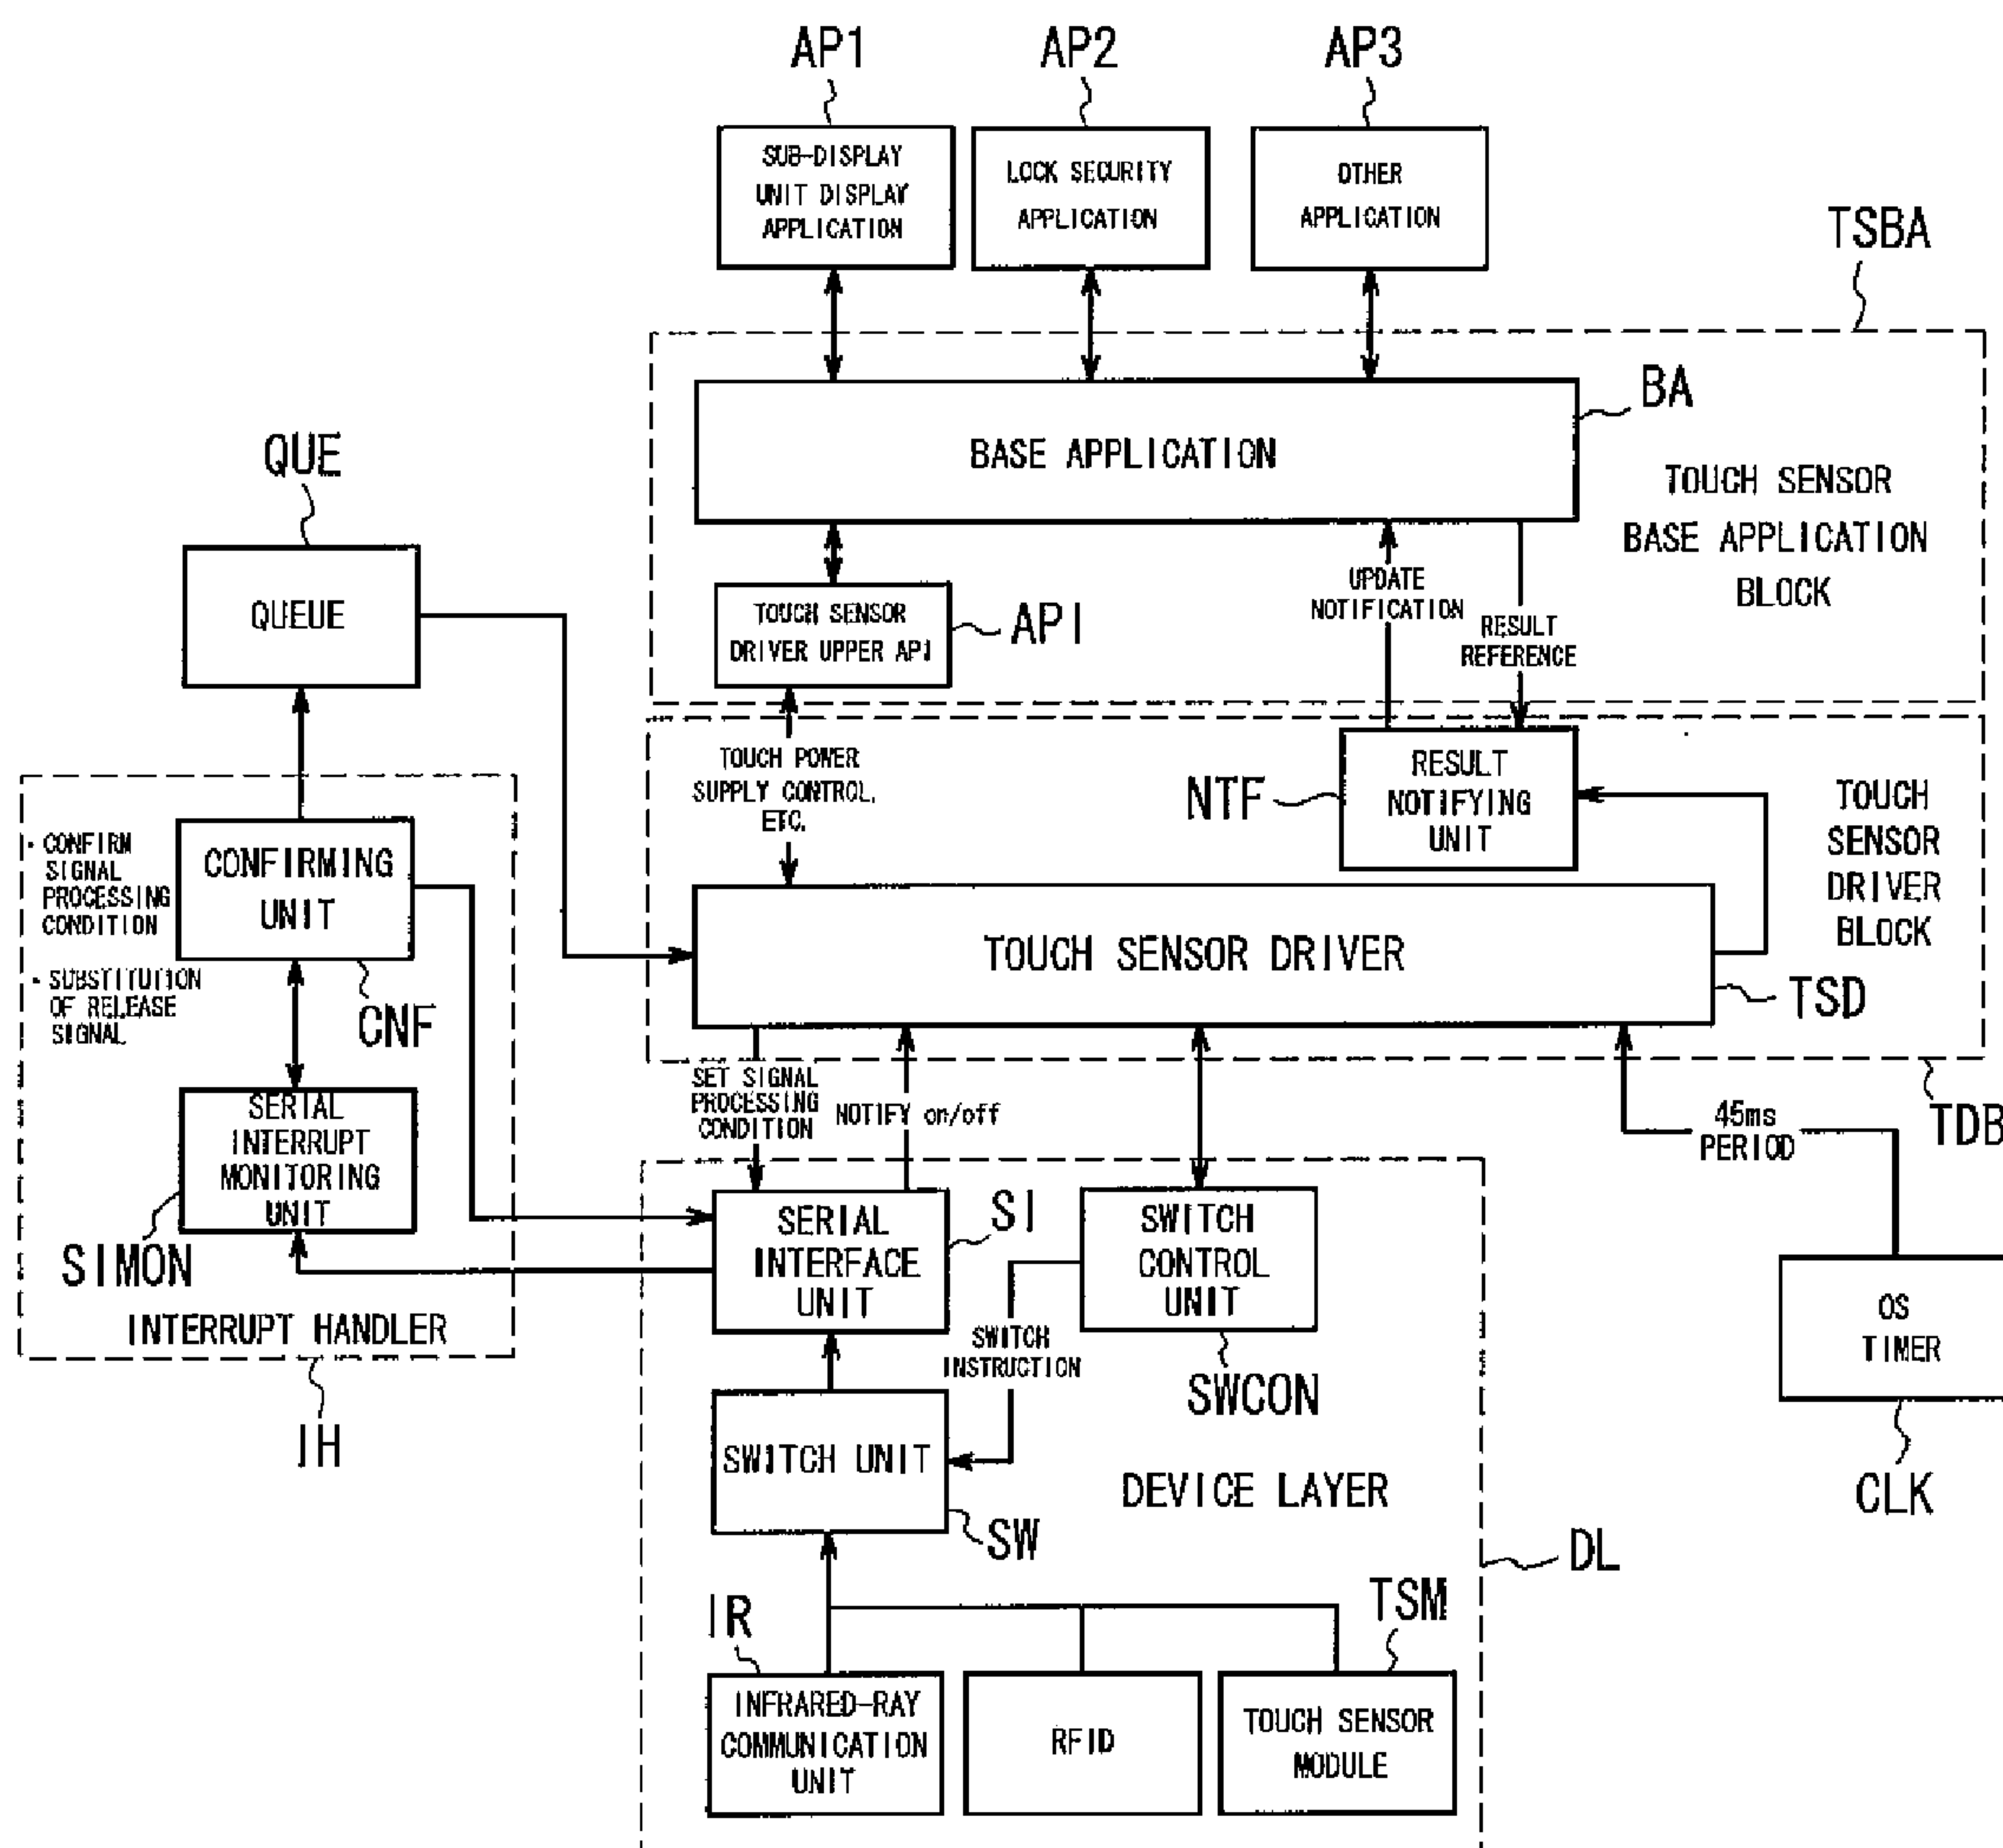 AP1
AP2
AP3
SUB-DISPLAY
UNIT DISPLAY
APPLICATION
LOCK SECURITY
APPLICATION
OTHER
APPLICATION
TSBA
BASE APPLICATION
BA
TOUCH SENSOR
BASE APPLICATION
BLOCK
QUE
QUEUE
TOUCH SENSOR
DRIVER UPPER API
API
UPDATE
NOTIFICATION
RESULT
REFERENCE
TOUCH POWER
SUPPLY CONTROL,
ETC.
NTF
RESULT
NOTIFYING
UNIT
TOUCH
SENSOR
DRIVER
BLOCK
· CONFIRM
SIGNAL
PROCESSING
CONDITION
· SUBSTITUTION
OF RELEASE
SIGNAL
CONFIRMING
UNIT
CNF
TOUCH SENSOR DRIVER
TSD
SERIAL
INTERRUPT
MONITORING
UNIT
SIMON
INTERRUPT HANDLER
IH
SET SIGNAL
PROCESSING
CONDITION
NOTIFY on/off
45ms
PERIOD
TDB
SERIAL
INTERFACE
UNIT
SI
SWITCH
CONTROL
UNIT
SWCON
SWITCH
INSTRUCTION
OS
TIMER
CLK
SWITCH UNIT
SW
DEVICE LAYER
DL
IR
TSM
INFRARED-RAY
COMMUNICATION
UNIT
RFID
TOUCH SENSOR
MODULE